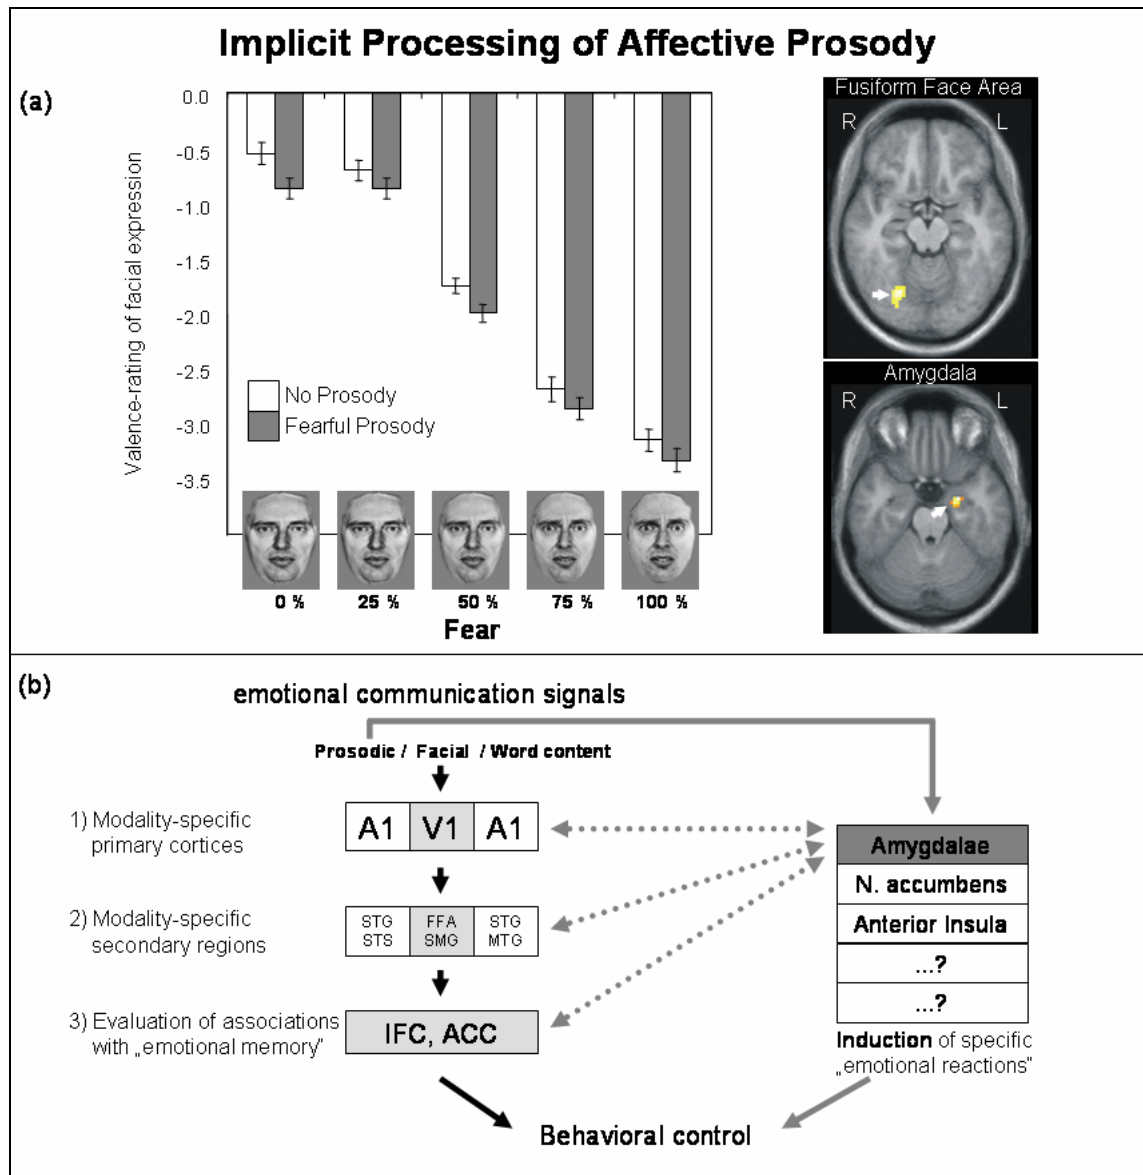 Implicit Processing of Affective Prosody
(a)
Valence-rating of facial expression
0.0
-0.5
-1.0
-1.5
-2.0
-2.5
-3.0
-3.5
No Prosody
Fearful Prosody
0 % 25 % 50 % 75 % 100 %
Fear
Fusiform Face Area
R L
Amygdala
R L
(b)
emotional communication signals
Prosodic / Facial / Word content
1) Modality-specific
primary cortices
A1 V1 A1
2) Modality-specific
secondary regions
STG FFA STG
STS SMG MTG
3) Evaluation of associations
with „emotional memory”
IFC, ACC
Amygdalae
N. accumbens
Anterior Insula
...?
...?
Induction of specific
„emotional reactions”
Behavioral control